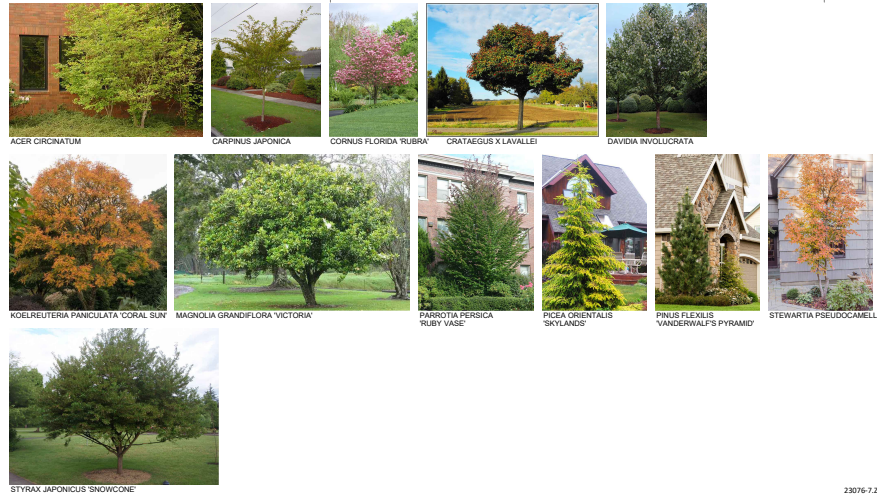 ACER CIRCINATUM
CARPINUS JAPONICA
CORNUS FLORIDA 'RUBRA'
CRATAEGUS X LAVALLEI
DAVIDIA INVOLUCRATA
KOELREUTERIA PANICULATA 'CORAL SUN'
MAGNOLIA GRANDIFLORA 'VICTORIA'
PARROTIA PERSICA
'RUBY VASE'
PICEA ORIENTALIS
'SKYLANDS'
PINUS FLEXILIS
'VANDERWALF'S PYRAMID'
STEWARTIA PSEUDOCAMELL
STYRAX JAPONICUS 'SNOWCONE'
23076-7.2